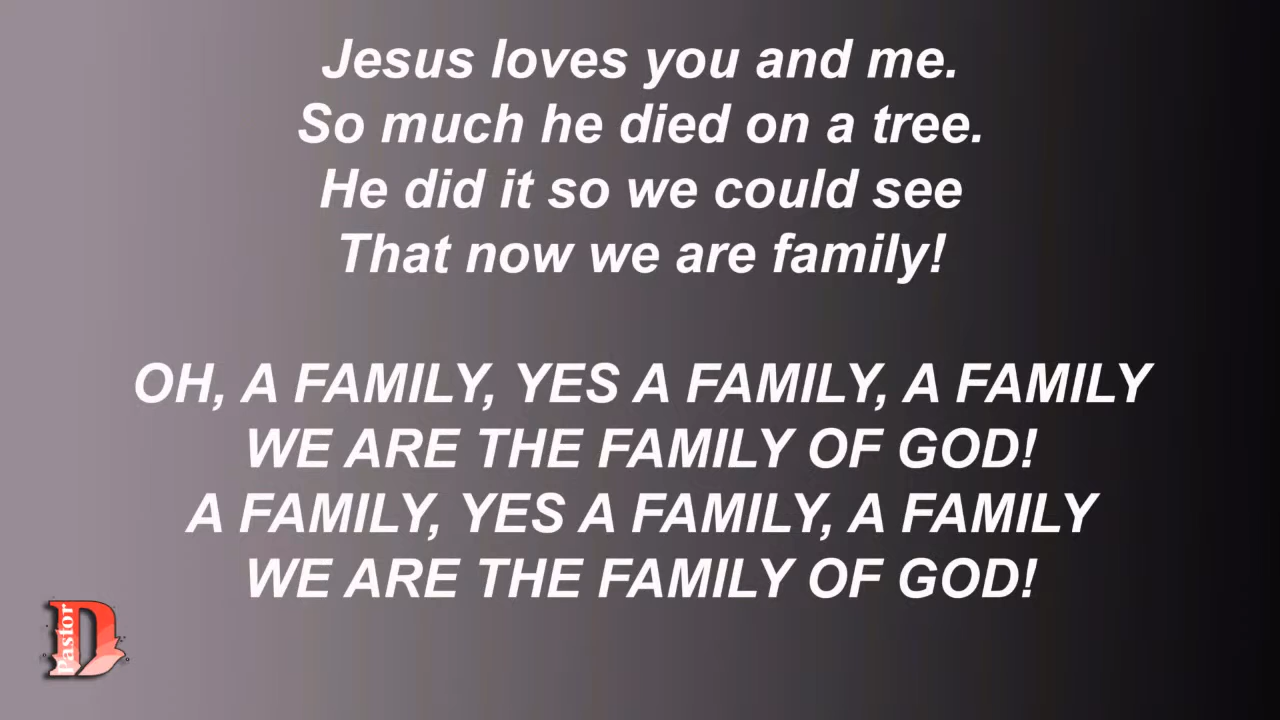 Jesus loves you and me.
So much he died on a tree.
He did it so we could see
That now we are family!
OH, A FAMILY, YES A FAMILY, A FAMILY
WE ARE THE FAMILY OF GOD!
A FAMILY, YES A FAMILY, A FAMILY
WE ARE THE FAMILY OF GOD!
Pastor D